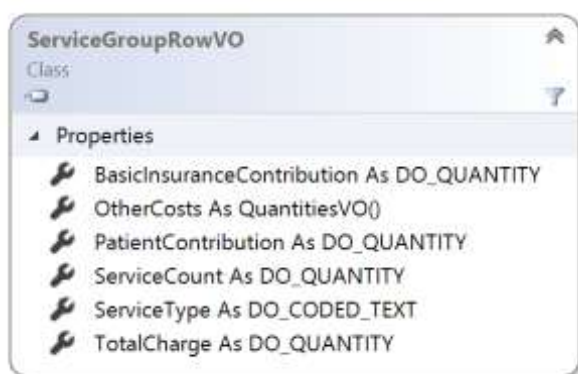 ServiceGroupRowVO
Class
Properties
BasicInsuranceContribution As DO_QUANTITY
OtherCosts As QuantitiesVO()
PatientContribution As DO_QUANTITY
ServiceCount As DO_QUANTITY
ServiceType As DO_CODED_TEXT
TotalCharge As DO_QUANTITY